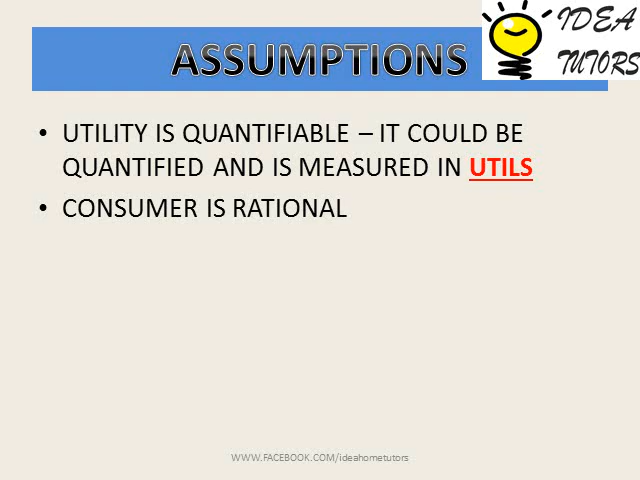 ASSUMPTIONS
IDEA
TUTORS
• UTILITY IS QUANTIFIABLE – IT COULD BE
QUANTIFIED AND IS MEASURED IN UTILS
• CONSUMER IS RATIONAL
WWW.FACEBOOK.COM/ideahometutors